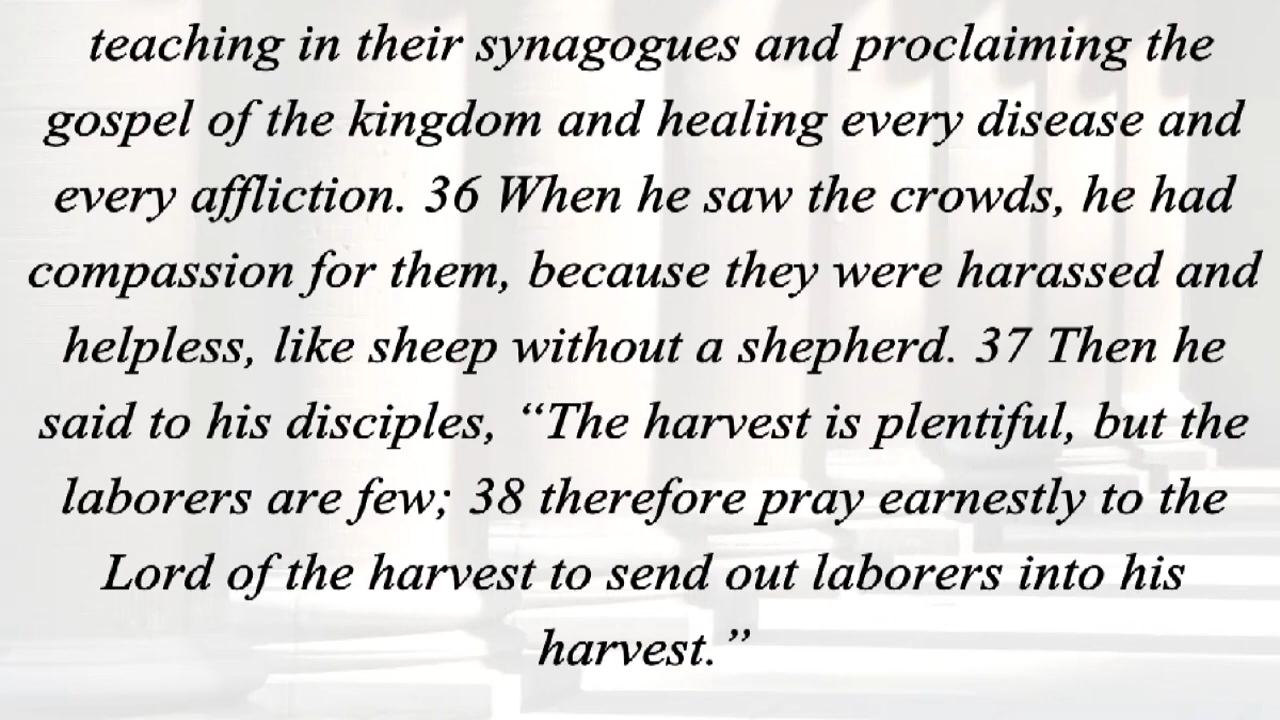 teaching in their synagogues and proclaiming the
gospel of the kingdom and healing every disease and
every affliction. 36 When he saw the crowds, he had
compassion for them, because they were harassed and
helpless, like sheep without a shepherd. 37 Then he
said to his disciples, “The harvest is plentiful, but the
laborers are few; 38 therefore pray earnestly to the
Lord of the harvest to send out laborers into his
harvest.”